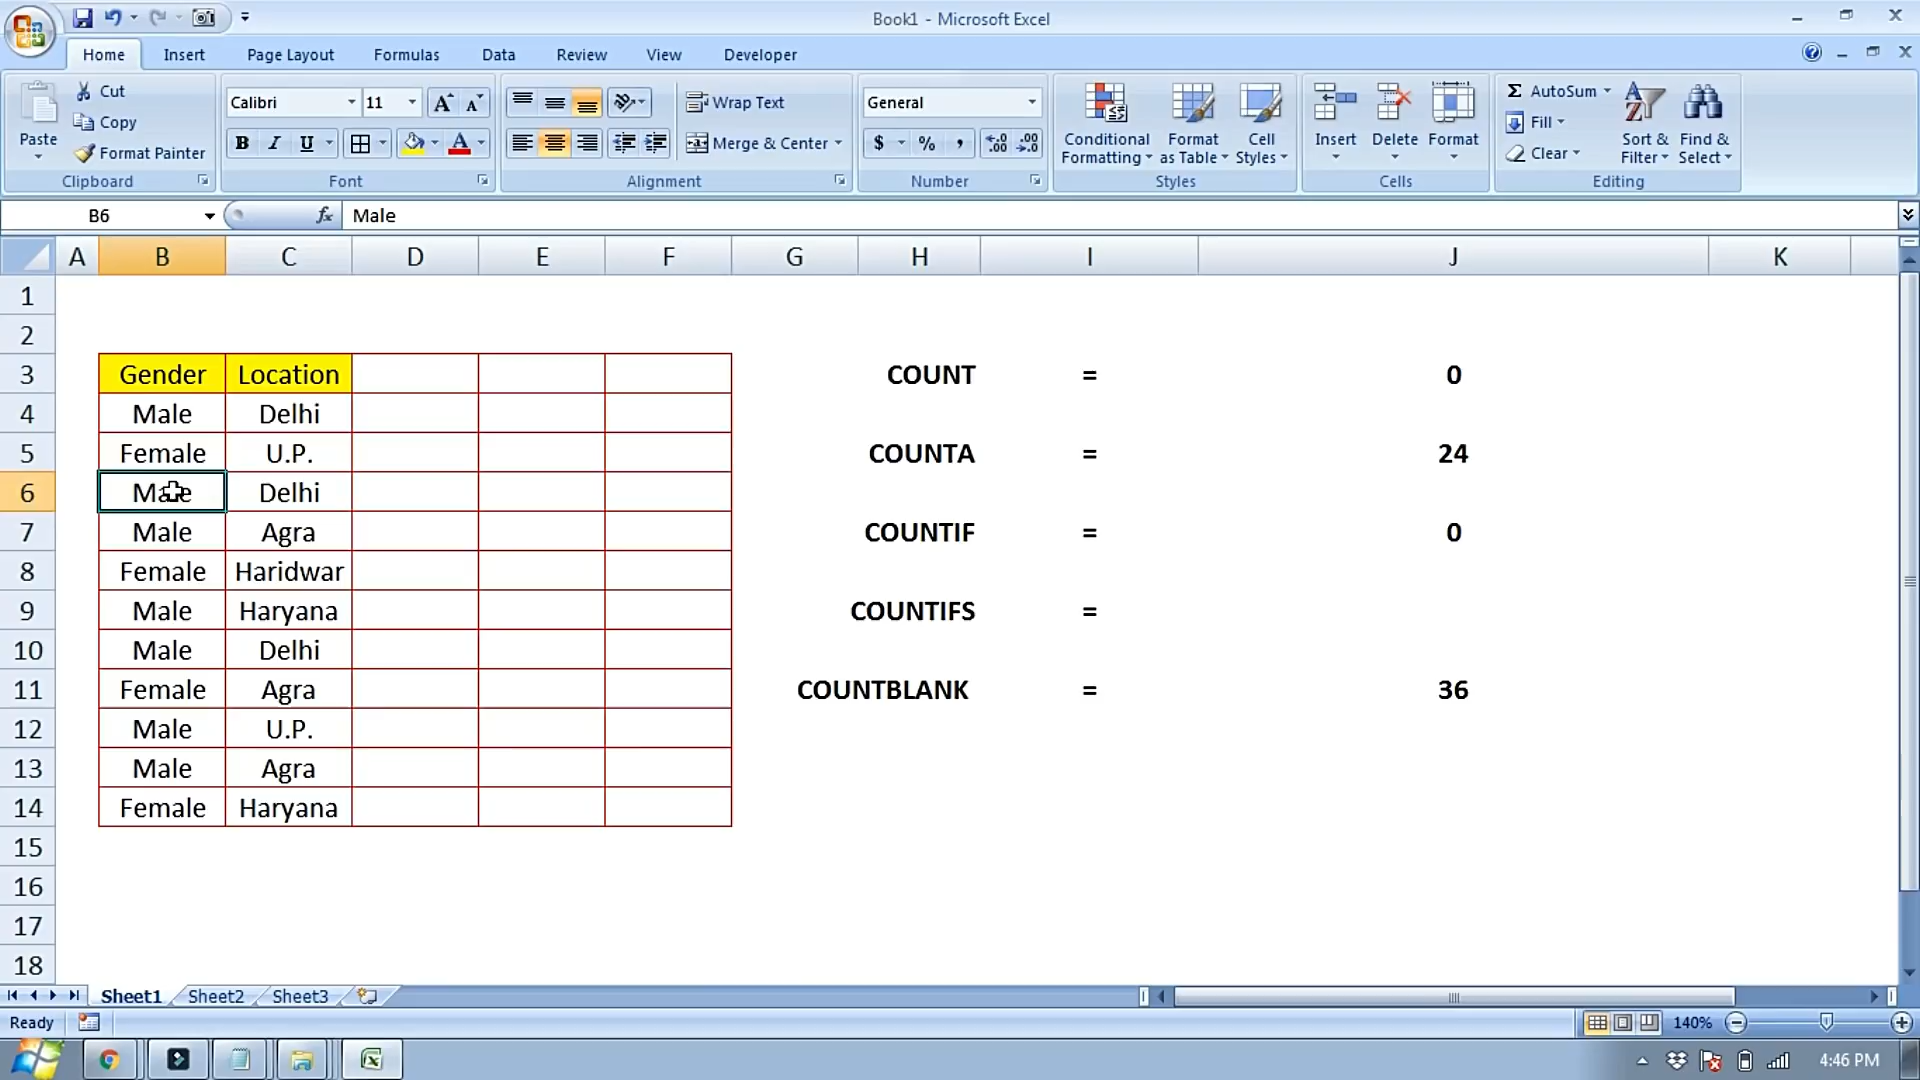 Book1 - Microsoft Excel
Home Insert Page Layout Formulas Data Review View Developer
Paste
Cut
Copy
Format Painter
Clipboard
Calibri 11
B I U
Font
Wrap Text
Merge & Center
Alignment
General
$ % ,
Number
Conditional Formatting
Format as Table
Cell Styles
Styles
Insert Delete Format
Cells
Σ AutoSum
Fill
Clear
Sort & Filter
Find & Select
Editing
B6 fx Male
A B C D E F G H I J K
1
2
3 Gender Location COUNT = 0
4 Male Delhi
5 Female U.P. COUNTA = 24
6 Male Delhi
7 Male Agra COUNTIF = 0
8 Female Haridwar
9 Male Haryana COUNTIFS =
10 Male Delhi
11 Female Agra COUNTBLANK = 36
12 Male U.P.
13 Male Agra
14 Female Haryana
15
16
17
18
Sheet1 Sheet2 Sheet3
Ready 140%
4:46 PM